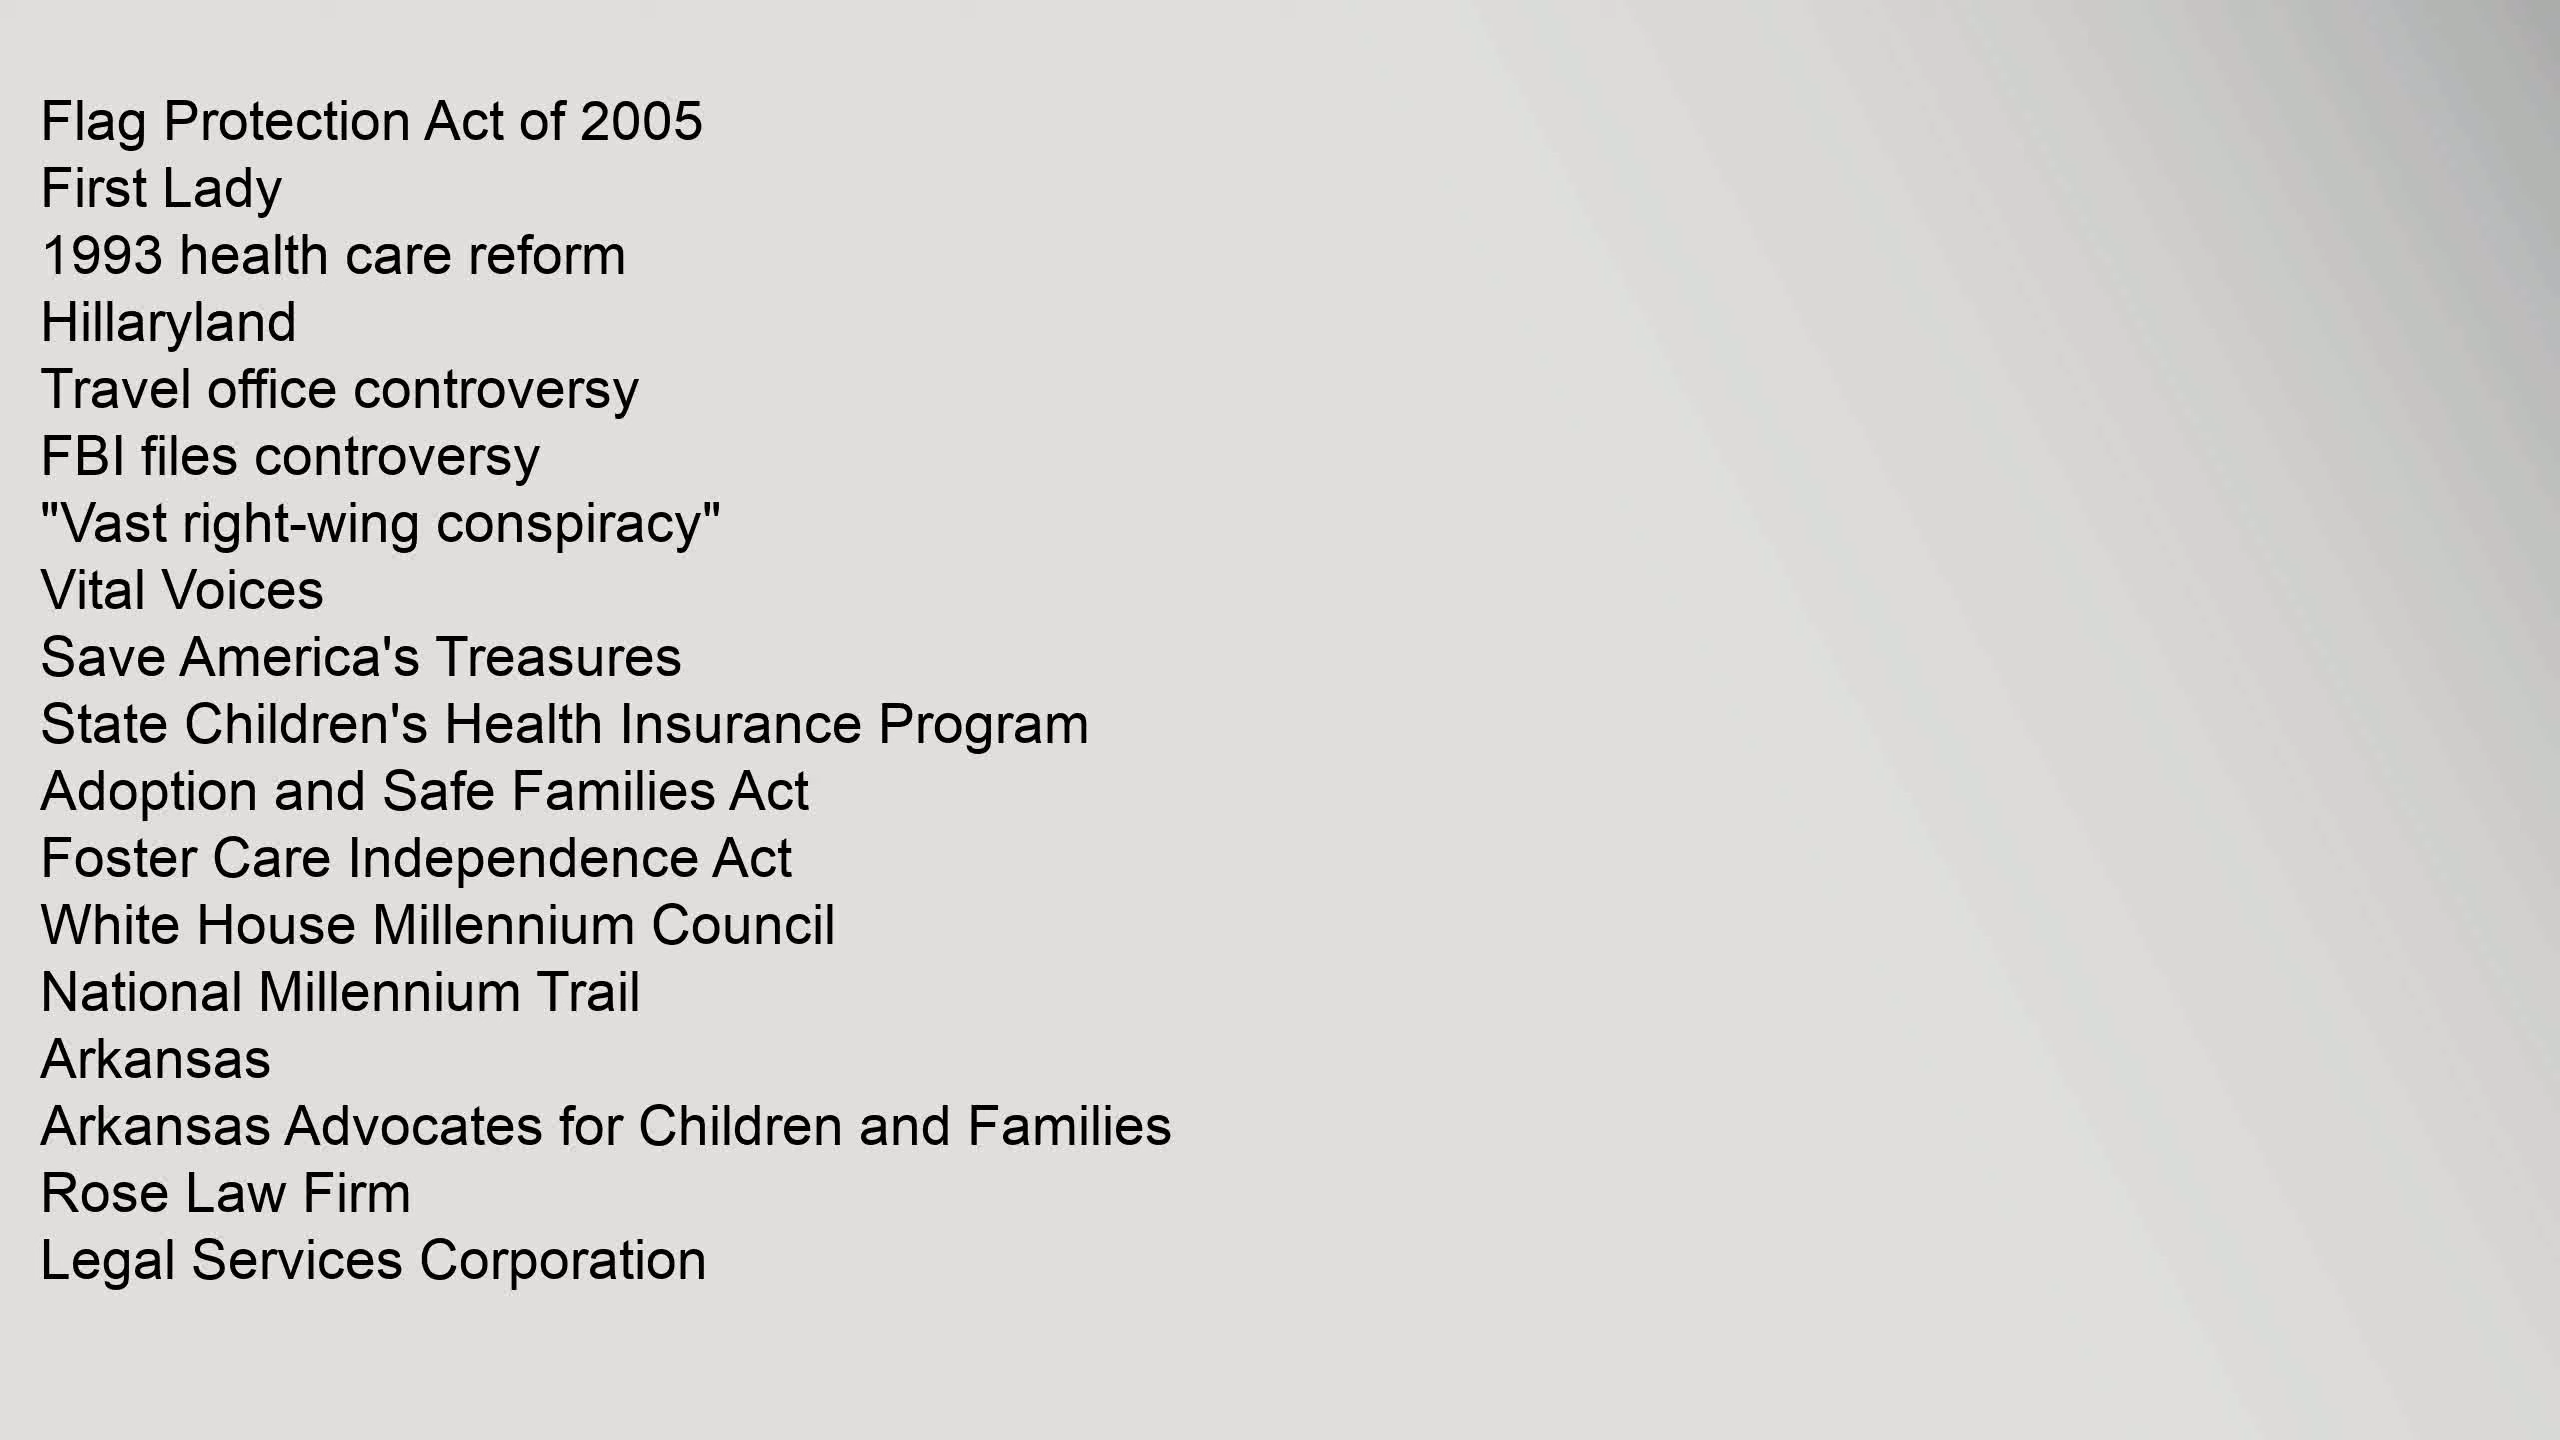 Flag Protection Act of 2005
First Lady
1993 health care reform
Hillaryland
Travel office controversy
FBI files controversy
"Vast right-wing conspiracy"
Vital Voices
Save America's Treasures
State Children's Health Insurance Program
Adoption and Safe Families Act
Foster Care Independence Act
White House Millennium Council
National Millennium Trail
Arkansas
Arkansas Advocates for Children and Families
Rose Law Firm
Legal Services Corporation